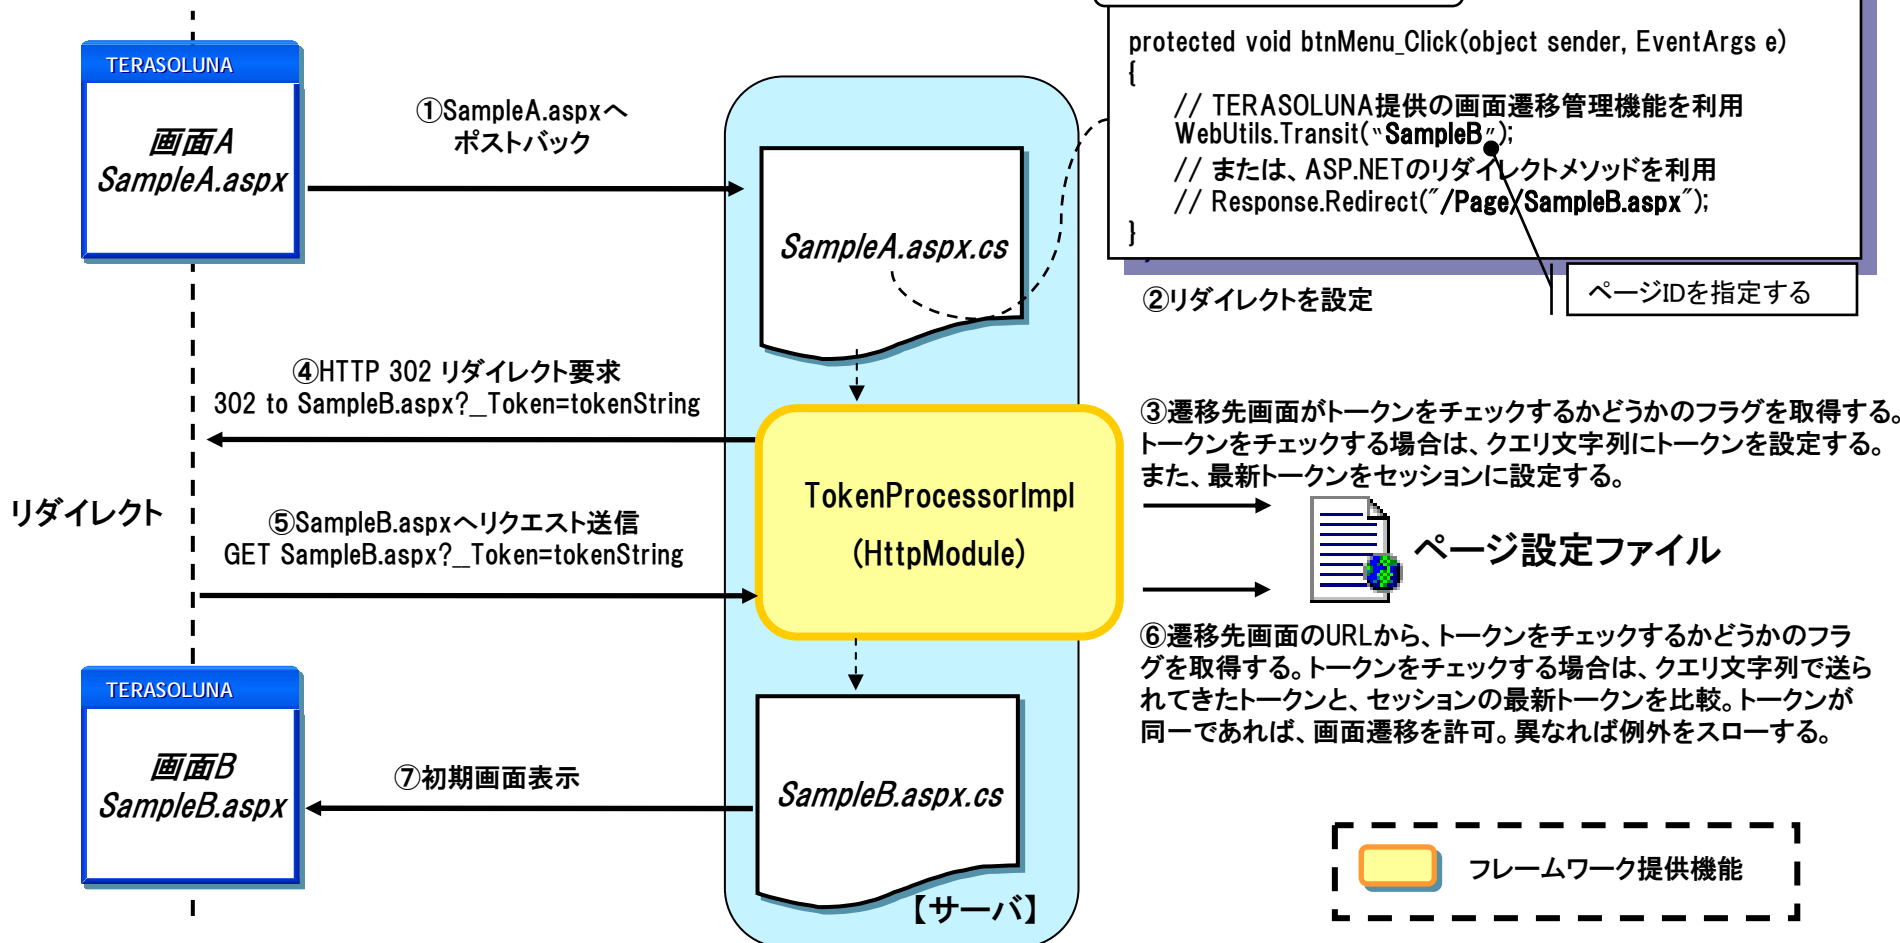 TERASOLUNA
画面A
SampleA.aspx
①SampleA.aspxへ
ポストバック
SampleA.aspx.cs
protected void btnMenu_Click(object sender, EventArgs e)
{
// TERASOLUNA提供の画面遷移管理機能を利用
WebUtils.Transit(“SampleB”);
// または、ASP.NETのリダイレクトメソッドを利用
// Response.Redirect("/Page/SampleB.aspx");
}
ページIDを指定する
②リダイレクトを設定
④HTTP 302 リダイレクト要求
302 to SampleB.aspx?_Token=tokenString
③遷移先画面がトークンをチェックするかどうかのフラグを取得する。
トークンをチェックする場合は、クエリ文字列にトークンを設定する。
また、最新トークンをセッションに設定する。
リダイレクト
⑤SampleB.aspxへリクエスト送信
GET SampleB.aspx?_Token=tokenString
TokenProcessorImpl
(HttpModule)
ページ設定ファイル
⑥遷移先画面のURLから、トークンをチェックするかどうかのフラ
グを取得する。トークンをチェックする場合は、クエリ文字列で送ら
れてきたトークンと、セッションの最新トークンを比較。トークンが
同一であれば、画面遷移を許可。異なれば例外をスローする。
TERASOLUNA
画面B
SampleB.aspx
⑦初期画面表示
SampleB.aspx.cs
【サーバ】
フレームワーク提供機能